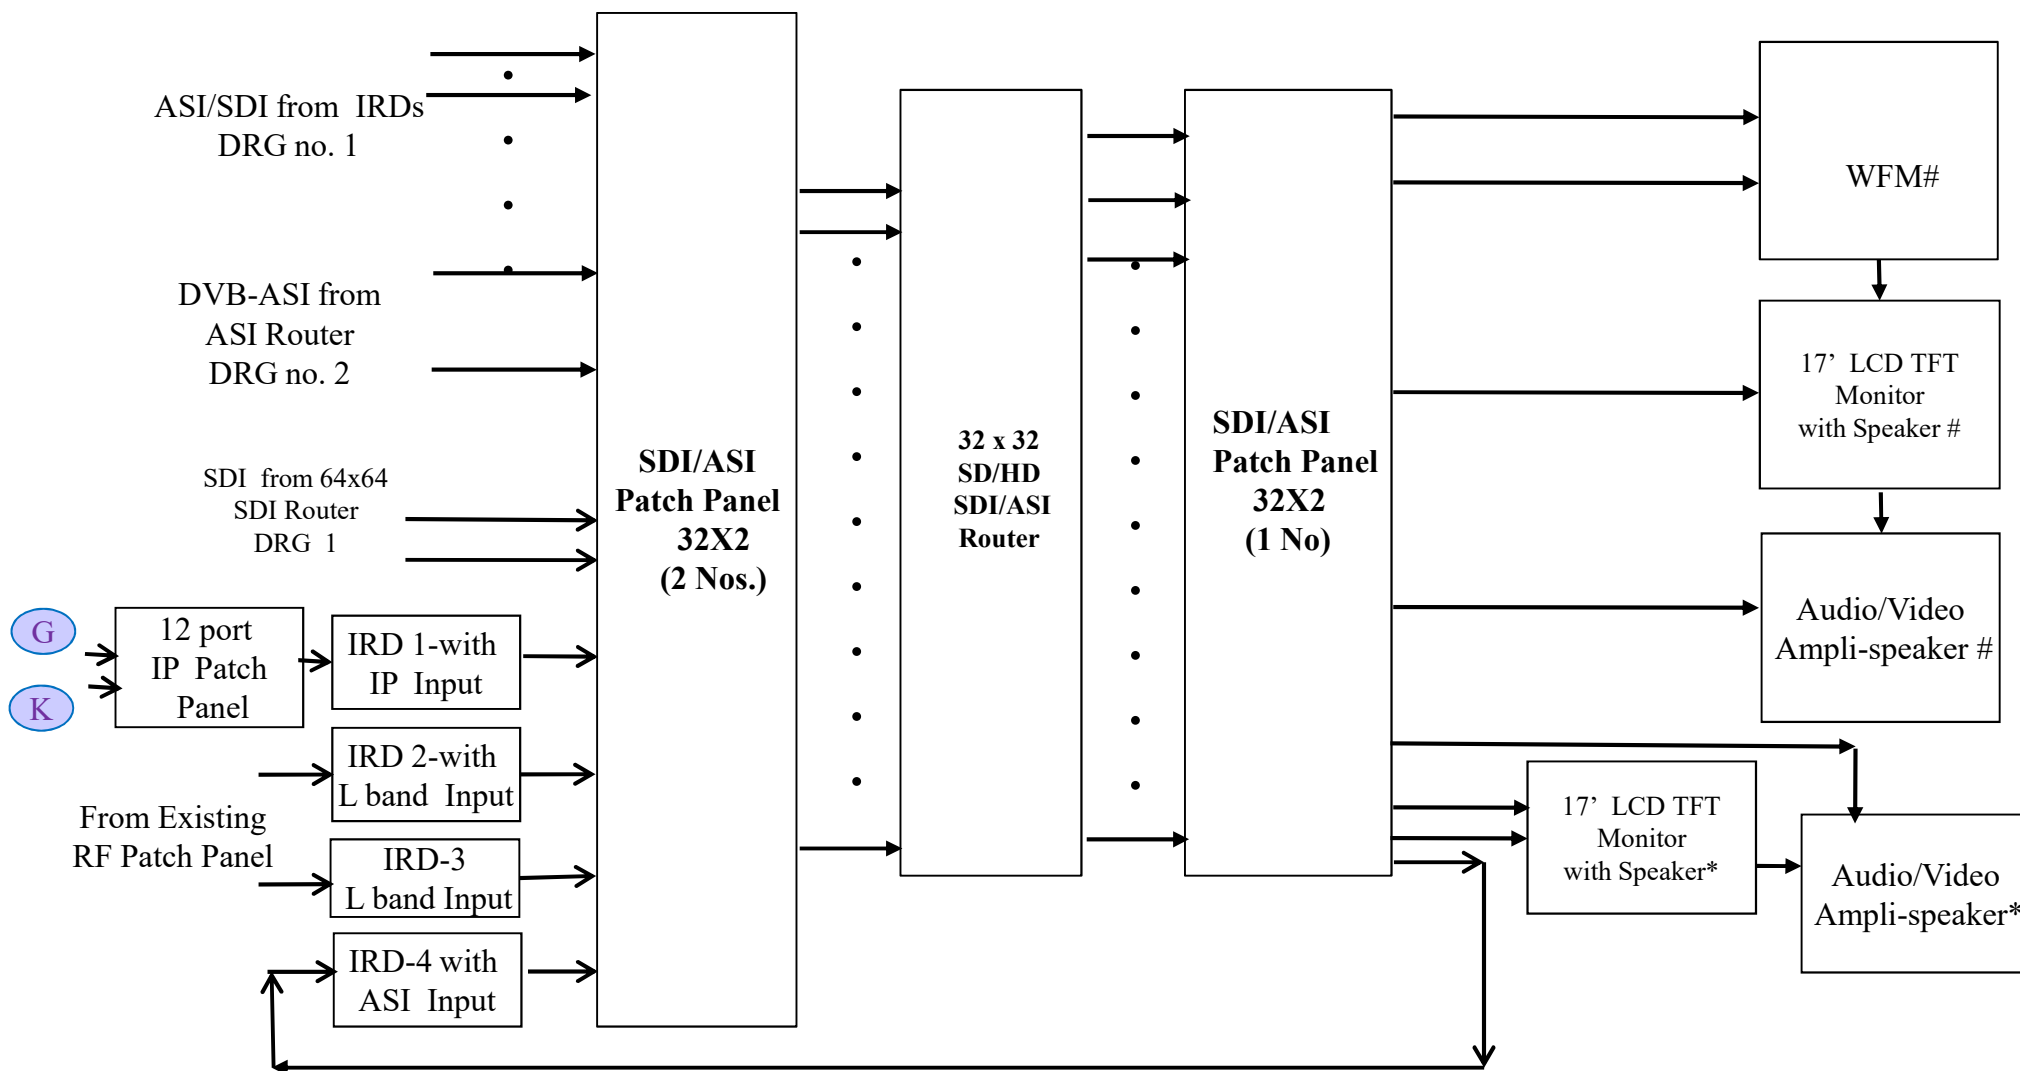 ASI/SDI from IRDs
DRG no. 1
DVB-ASI from
ASI Router
DRG no. 2
SDI from 64x64
SDI Router
DRG 1
G
K
12 port
IP Patch
Panel
IRD 1-with
IP Input
IRD 2-with
L band Input
From Existing
RF Patch Panel
IRD-3
L band Input
IRD-4 with
ASI Input
SDI/ASI
Patch Panel
32X2
(2 Nos.)
32 x 32
SD/HD
SDI/ASI
Router
SDI/ASI
Patch Panel
32X2
(1 No)
WFM#
17’ LCD TFT
Monitor
with Speaker #
Audio/Video
Ampli-speaker #
17’ LCD TFT
Monitor
with Speaker*
Audio/Video
Ampli-speaker*